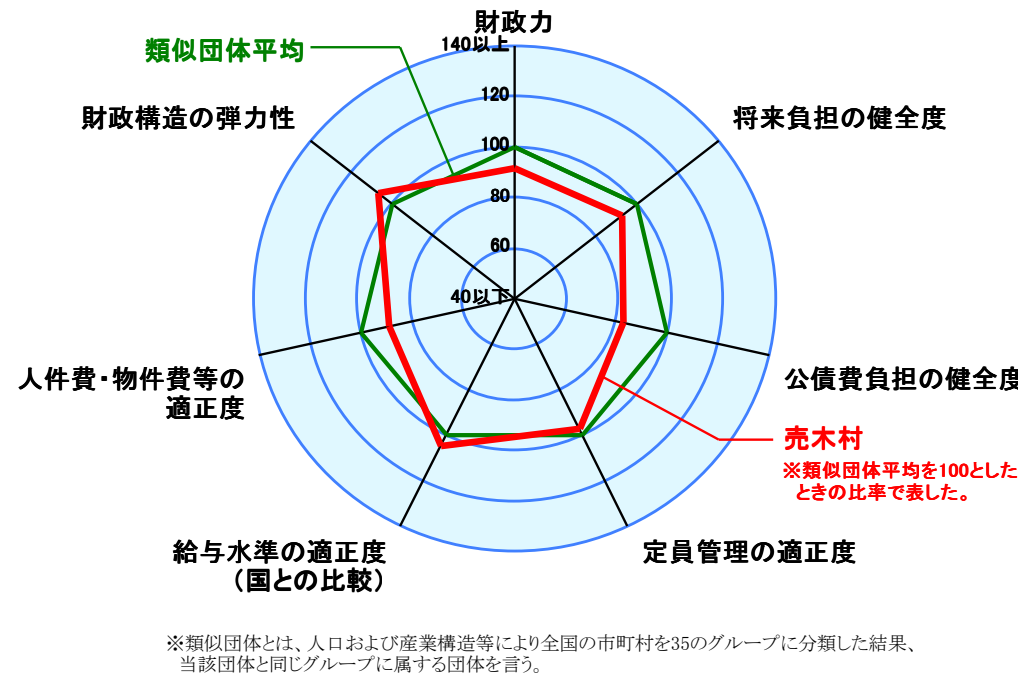 財政力
140以上
類似団体平均
120
財政構造の弾力性
将来負担の健全度
100
80
60
40以下
人件費・物件費等の
適正度
公債費負担の健全度
売木村
※類似団体平均を100とした
ときの比率で表した。
給与水準の適正度
（国との比較）
定員管理の適正度
※類似団体とは、人口および産業構造等により全国の市町村を35のグループに分類した結果、
当該団体と同じグループに属する団体を言う。